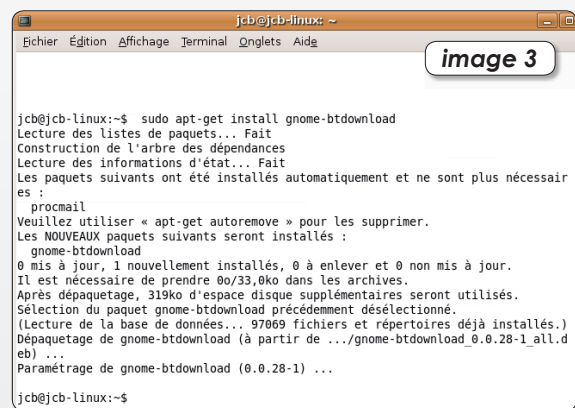 jcb@jcb-linux: ~
Fichier Édition Affichage Terminal Onglets Aide
image 3
jcb@jcb-linux:~$ sudo apt-get install gnome-btdownload
Lecture des listes de paquets... Fait
Construction de l'arbre des dépendances
Lecture des informations d'état... Fait
Les paquets suivants ont été installés automatiquement et ne sont plus nécessair
es :
procmail
Veuillez utiliser « apt-get autoremove » pour les supprimer.
Les NOUVEAUX paquets suivants seront installés :
gnome-btdownload
0 mis à jour, 1 nouvellement installés, 0 à enlever et 0 non mis à jour.
Il est nécessaire de prendre 0o/33,0ko dans les archives.
Après dépaquetage, 319ko d'espace disque supplémentaires seront utilisés.
Sélection du paquet gnome-btdownload précédemment désélectionné.
(Lecture de la base de données... 97069 fichiers et répertoires déjà installés.)
Dépaquetage de gnome-btdownload (à partir de .../gnome-btdownload_0.0.28-1_all.d
eb) ...
Paramétrage de gnome-btdownload (0.0.28-1) ...
jcb@jcb-linux:~$